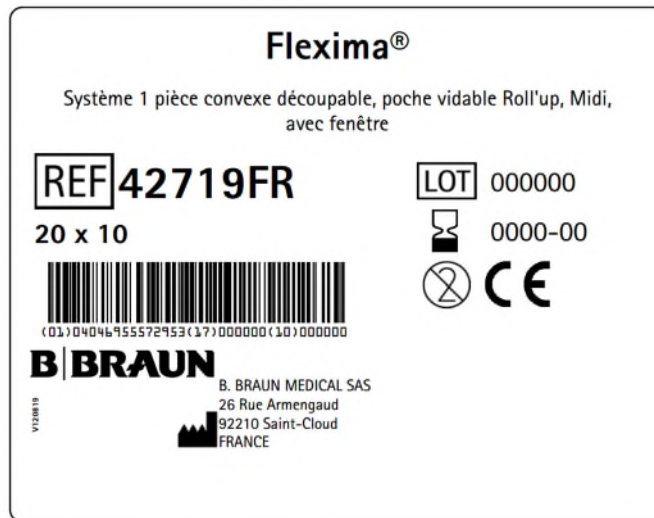 Flexima®
Système 1 pièce convexe découpable, poche vidable Roll'up, Midi,
avec fenêtre
REF 42719FR
20 x 10
LOT 000000
0000-00
2
CE
(01)04046955572953(17)000000(10)000000
B|BRAUN
V120819
B. BRAUN MEDICAL SAS
26 Rue Armengaud
92210 Saint-Cloud
FRANCE